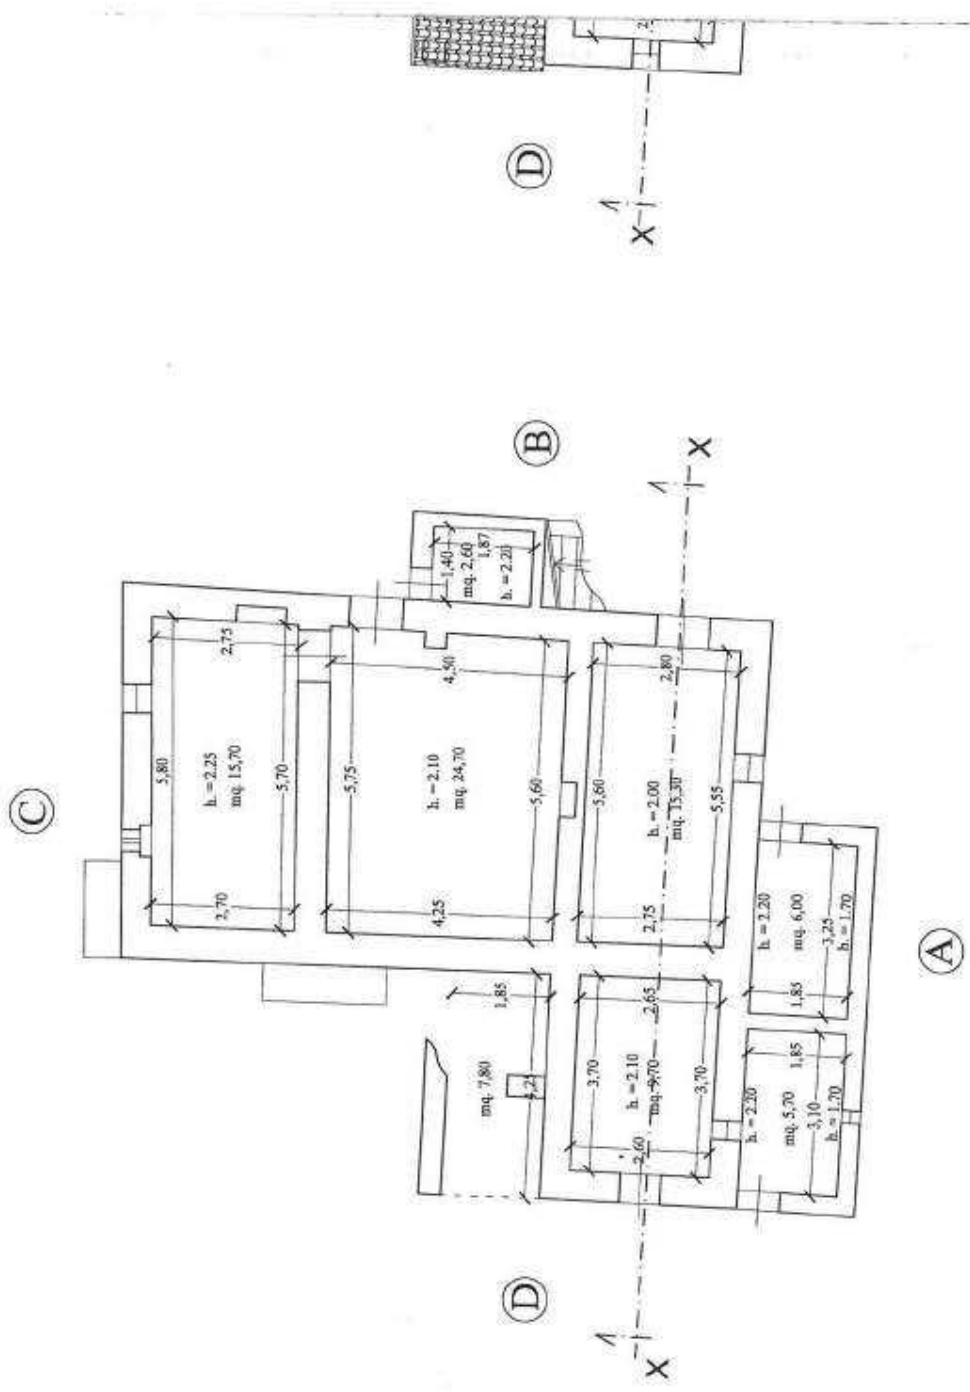 2,
D
X
B
X
C
1,40
mq. 2,60
1,87
h. = 2.20
2,75
5,80
h. = 2.25
mq. 15,70
5,70
2,70
4,50
5,75
h. = 2.10
mq. 24,70
5,60
4,25
2,80
5,60
h. = 2.00
mq. 15,30
5,55
2,75
1,85
mq. 7,80
4,25
2,65
3,70
h. = 2.10
mq. 9,70
3,70
2,60
h. = 2.20
mq. 6,00
3,25
h. = 1.70
1,85
1,85
h. = 2.20
mq. 5,70
3,10
h. = 1.70
A
D
X